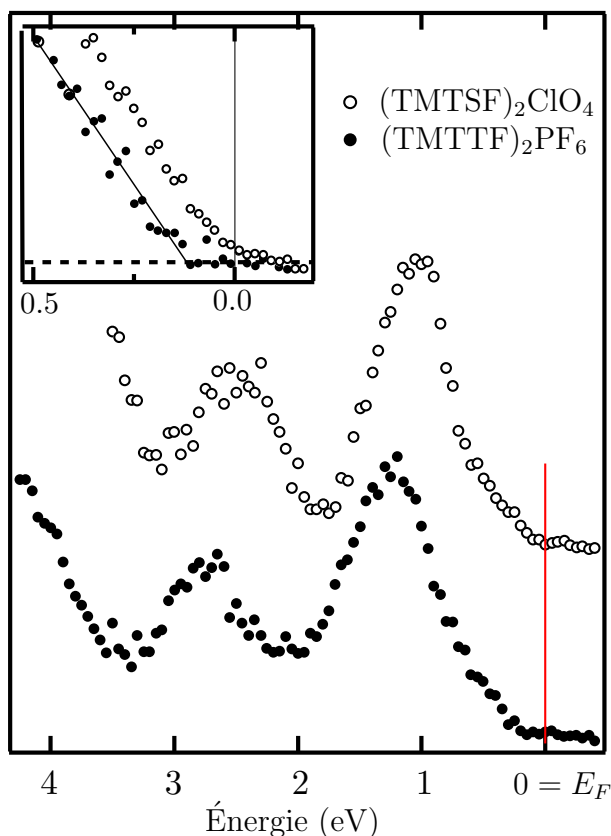 (TMTSF)₂ClO₄
(TMTTF)₂PF₆
0.5 0.0
4 3 2 1 0 = E_F
Énergie (eV)